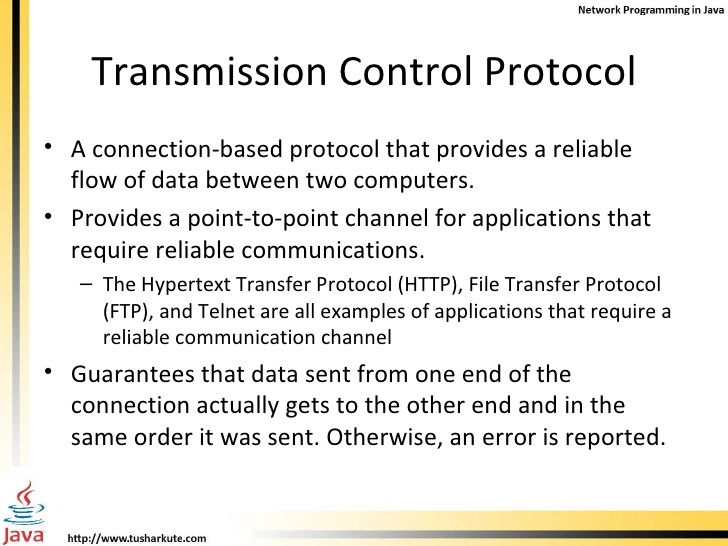 Network Programming in Java
Transmission Control Protocol
• A connection-based protocol that provides a reliable
flow of data between two computers.
• Provides a point-to-point channel for applications that
require reliable communications.
– The Hypertext Transfer Protocol (HTTP), File Transfer Protocol
(FTP), and Telnet are all examples of applications that require a
reliable communication channel
• Guarantees that data sent from one end of the
connection actually gets to the other end and in the
same order it was sent. Otherwise, an error is reported.
Java
http://www.tusharkute.com